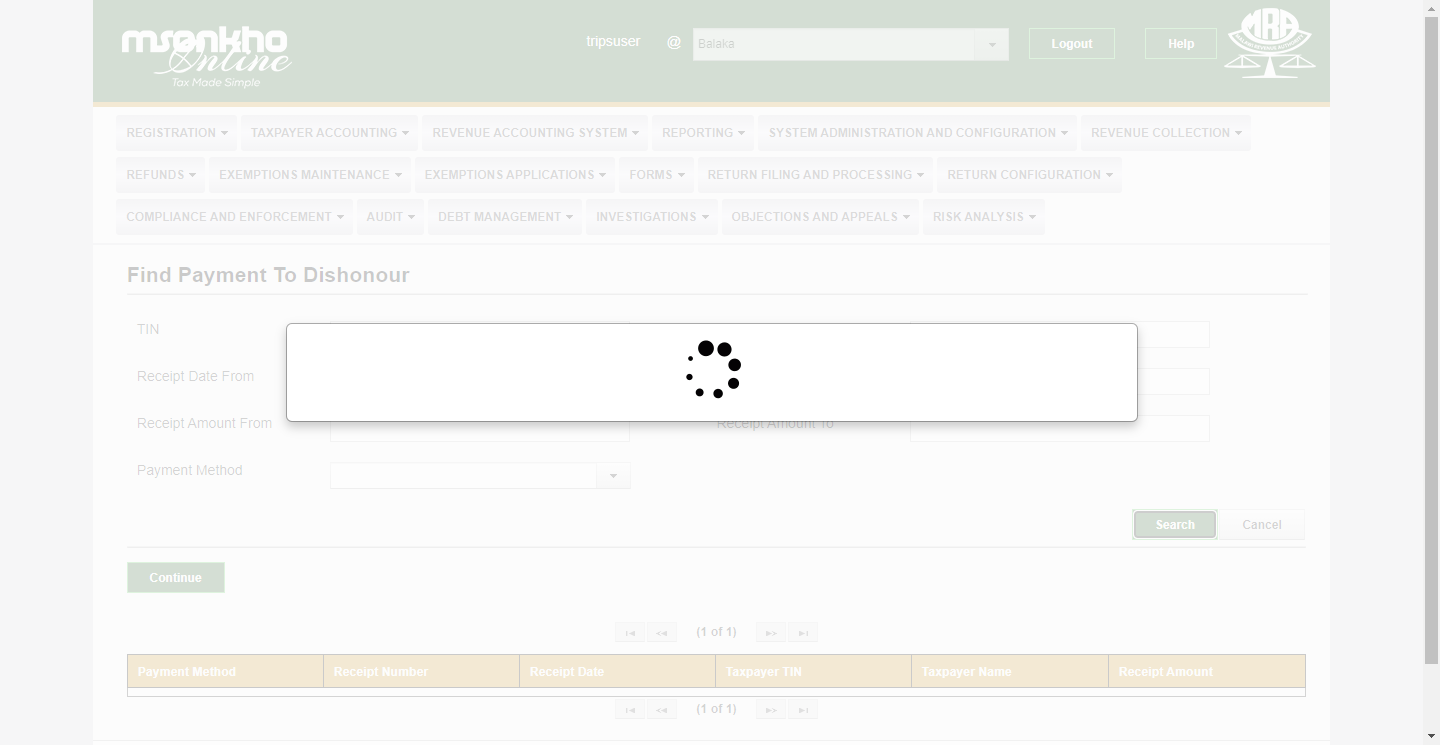 msonkho
Online
Tax Made Simple
tripsuser @ Balaka
Logout
Help
MRA
REGISTRATION TAXPAYER ACCOUNTING REVENUE ACCOUNTING SYSTEM REPORTING SYSTEM ADMINISTRATION AND CONFIGURATION REVENUE COLLECTION
REFUNDS EXEMPTIONS MAINTENANCE EXEMPTIONS APPLICATIONS FORMS RETURN FILING AND PROCESSING RETURN CONFIGURATION
COMPLIANCE AND ENFORCEMENT AUDIT DEBT MANAGEMENT INVESTIGATIONS OBJECTIONS AND APPEALS RISK ANALYSIS
Find Payment To Dishonour
TIN
Receipt Date From
Receipt Amount From Receipt Amount To
Payment Method
Search Cancel
Continue
(1 of 1)
Payment Method Receipt Number Receipt Date Taxpayer TIN Taxpayer Name Receipt Amount
(1 of 1)